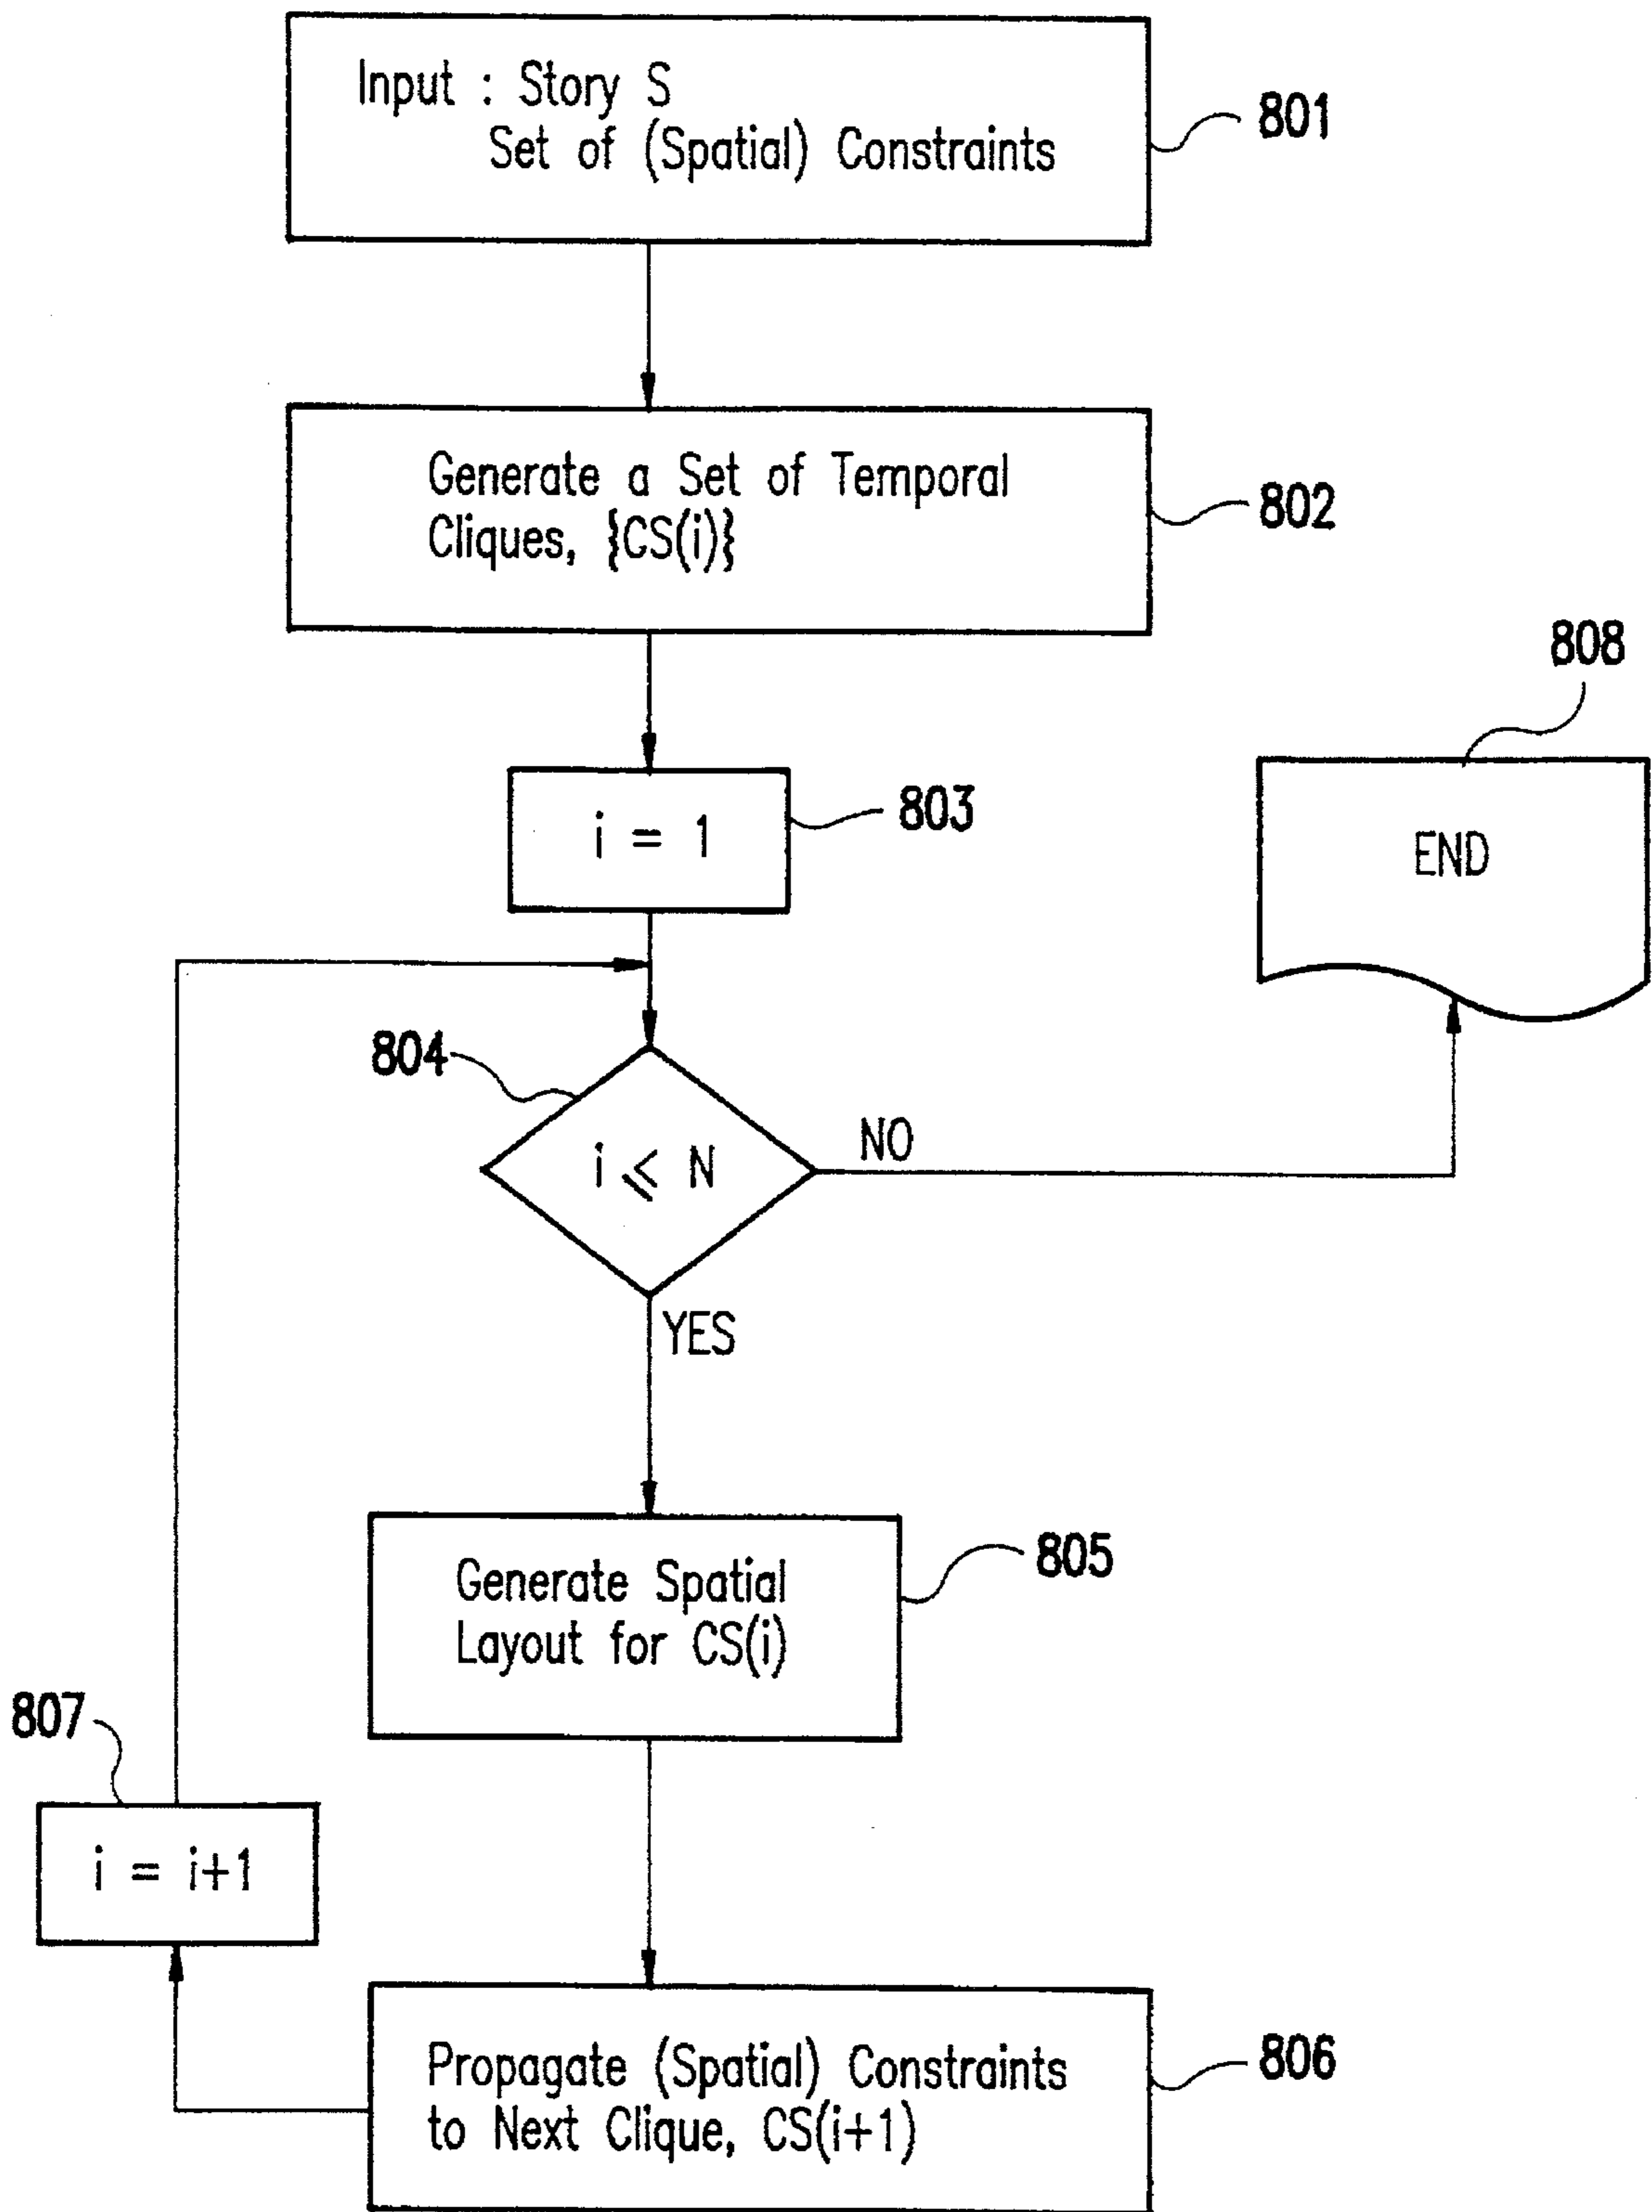 Input : Story S
Set of (Spatial) Constraints
801
Generate a Set of Temporal
Cliques, {CS(i)}
802
808
i = 1
803
END
804
i ⩽ N
NO
YES
Generate Spatial
Layout for CS(i)
805
807
i = i+1
Propagate (Spatial) Constraints
to Next Clique, CS(i+1)
806